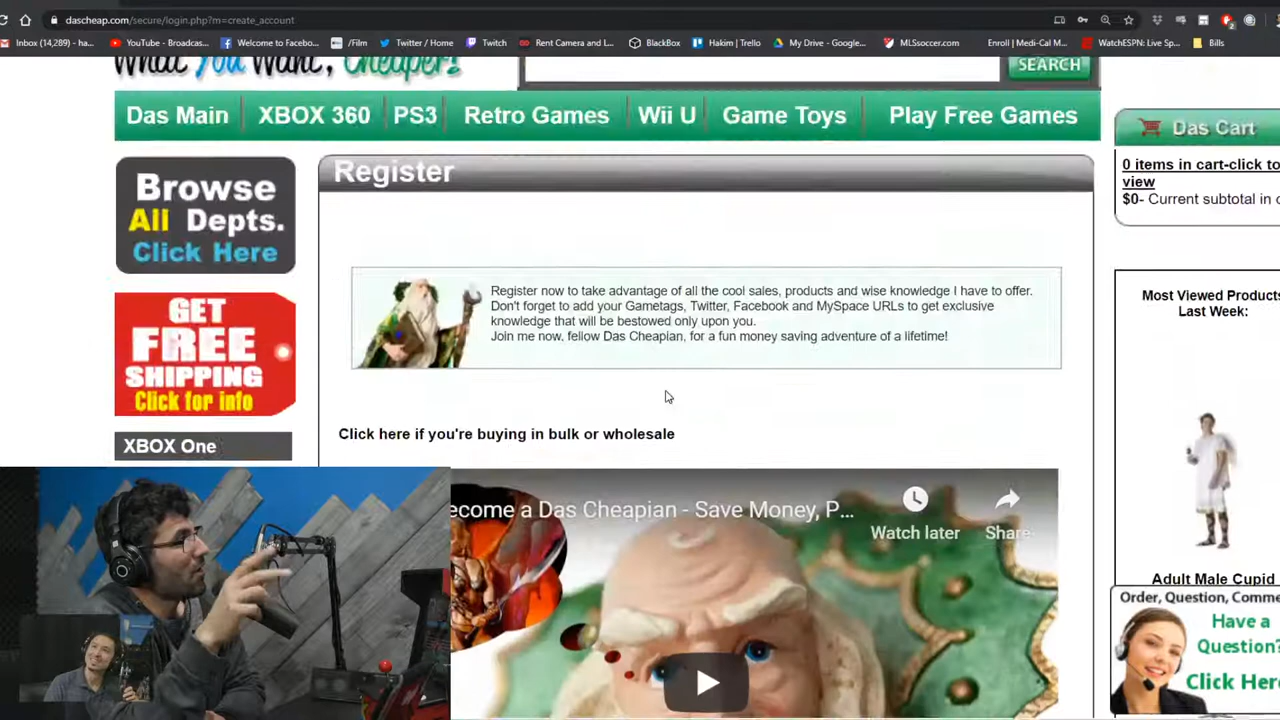 dascheap.com/secure/login.php?m=create_account
Inbox (14,289) - ha... YouTube - Broadcas... Welcome to Facebo... /Film Twitter / Home Twitch Rent Camera and L... BlackBox Hakim | Trello My Drive - Google... MLSsoccer.com Enroll | Medi-Cal M... WatchESPN: Live Sp... Bills
What You Want, Cheaper!
SEARCH
Das Main XBOX 360 PS3 Retro Games Wii U Game Toys Play Free Games
Das Cart
0 items in cart-click to
view
$0- Current subtotal in c
Browse
All Depts.
Click Here
GET
FREE
SHIPPING
Click for info
XBOX One
Register
Register now to take advantage of all the cool sales, products and wise knowledge I have to offer.
Don't forget to add your Gametags, Twitter, Facebook and MySpace URLs to get exclusive
knowledge that will be bestowed only upon you.
Join me now, fellow Das Cheapian, for a fun money saving adventure of a lifetime!
Click here if you're buying in bulk or wholesale
ecome a Das Cheapian - Save Money, P...
Watch later
Share
Most Viewed Products
Last Week:
Adult Male Cupid
Order, Question, Comme
Have a
Question?
Click Her